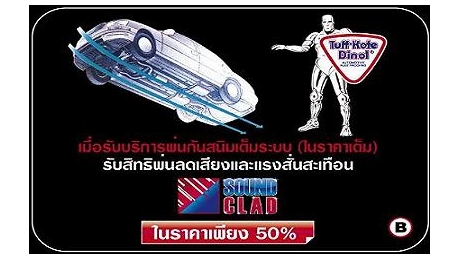 Tuff-Kote
Dinol
เมื่อรับบริการพ่นกันสนิมเต็มระบบ (ในราคาเต็ม)
รับสิทธิพ่นลดเสียงและแรงสั่นสะเทือน
SOUND
CLAD
ในราคาเพียง 50%
B